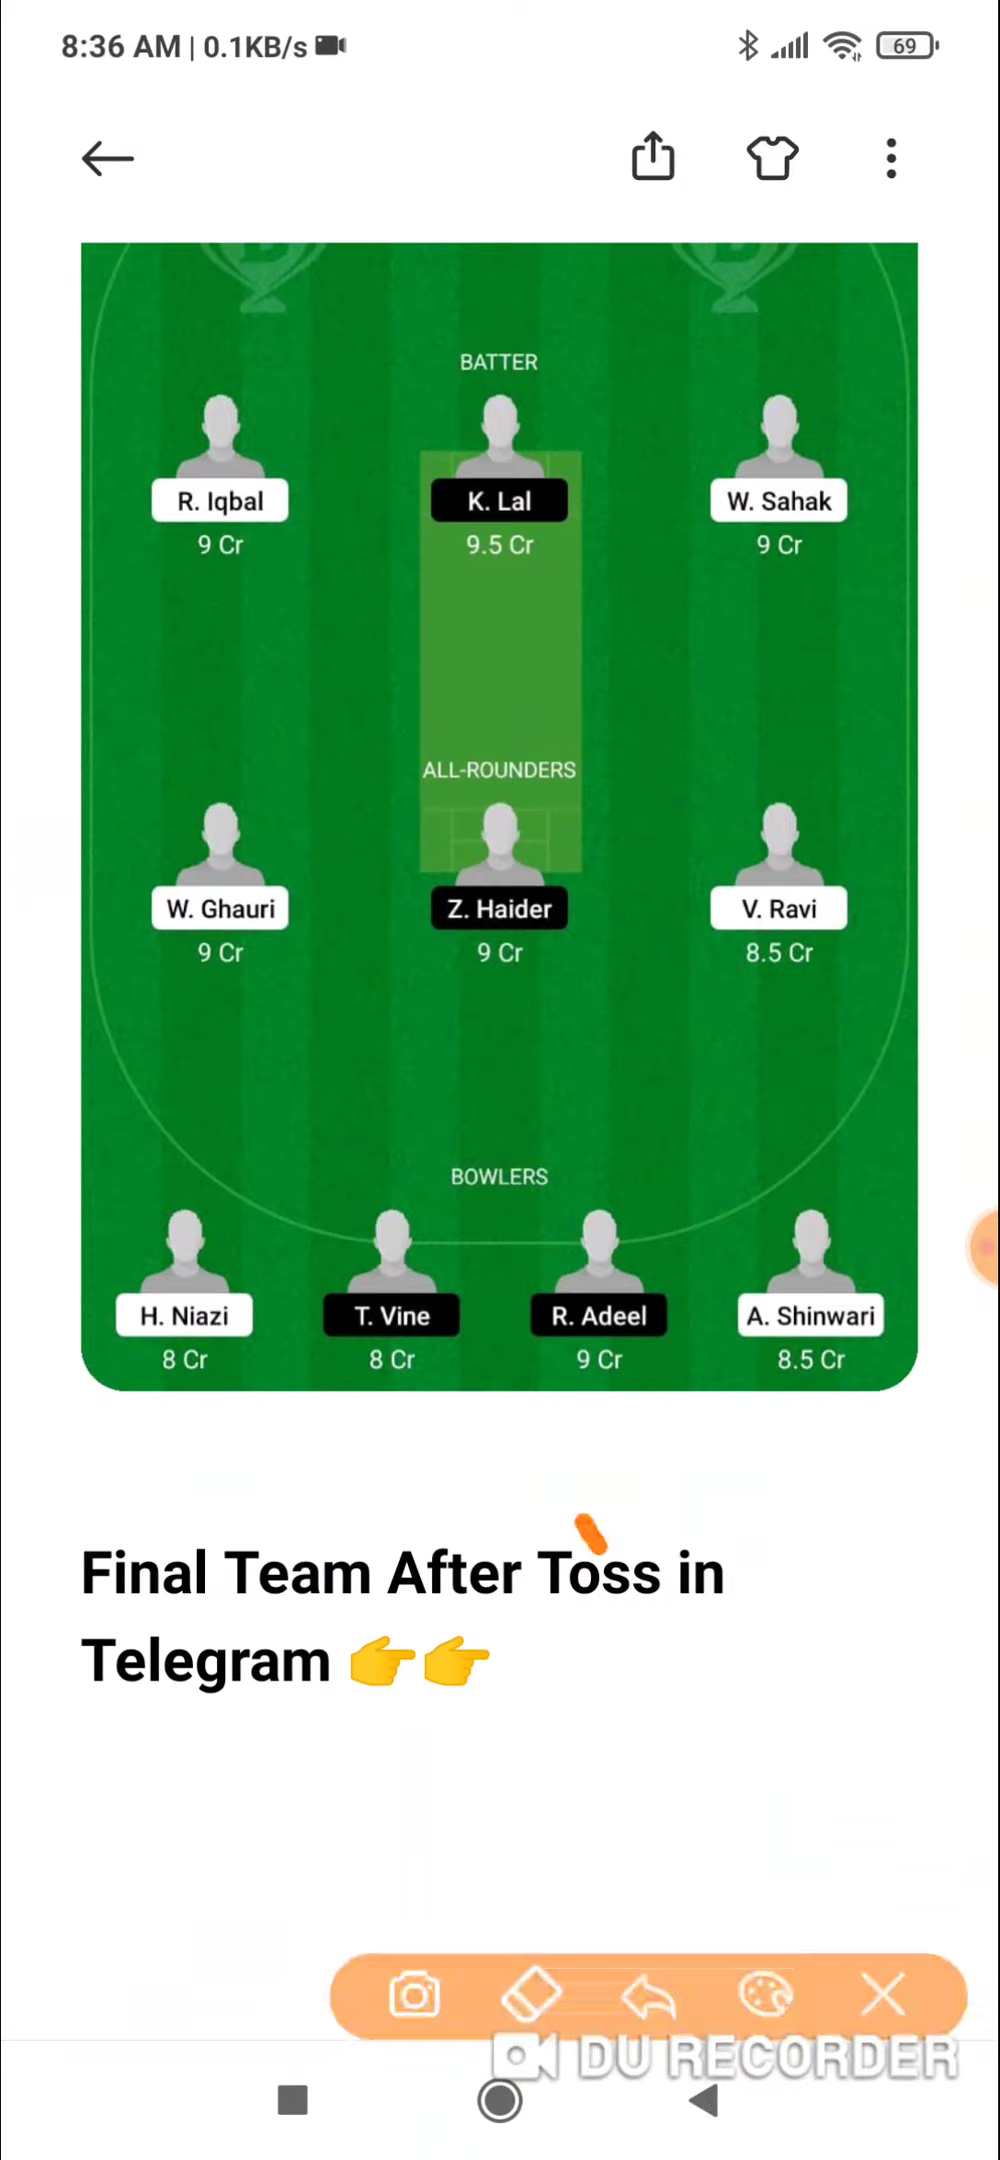 8:36 AM | 0.1KB/s
69
BATTER
R. Iqbal K. Lal W. Sahak
9 Cr 9.5 Cr 9 Cr
ALL-ROUNDERS
W. Ghauri Z. Haider V. Ravi
9 Cr 9 Cr 8.5 Cr
BOWLERS
H. Niazi T. Vine R. Adeel A. Shinwari
8 Cr 8 Cr 9 Cr 8.5 Cr
Final Team After Toss in
Telegram 👉👉
DU RECORDER